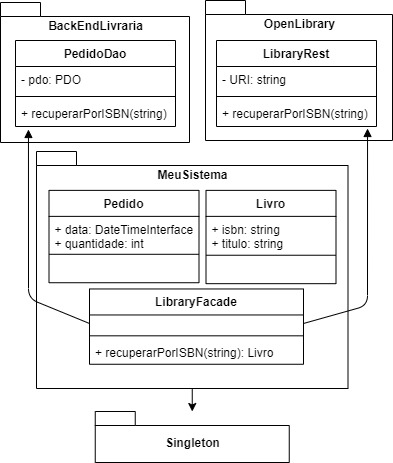 BackEndLivraria
PedidoDao
- pdo: PDO
+ recuperarPorISBN(string)
OpenLibrary
LibraryRest
- URI: string
+ recuperarPorISBN(string)
MeuSistema
Pedido
+ data: DateTimeInterface
+ quantidade: int
Livro
+ isbn: string
+ titulo: string
LibraryFacade
+ recuperarPorISBN(string): Livro
Singleton